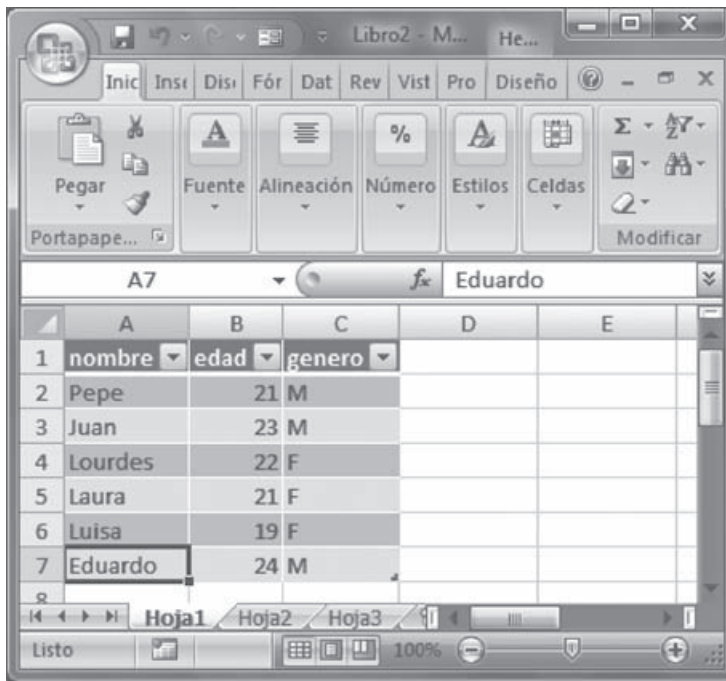 Libro2 - M... He...
Inic Inse Dis Fór Dat Rev Vist Pro Diseño
Pegar Fuente Alineación Número Estilos Celdas
Portapape... Modificar
A7 fx Eduardo
A B C D E
1 nombre edad genero
2 Pepe 21 M
3 Juan 23 M
4 Lourdes 22 F
5 Laura 21 F
6 Luisa 19 F
7 Eduardo 24 M
8
Hoja1 Hoja2 Hoja3
Listo 100%